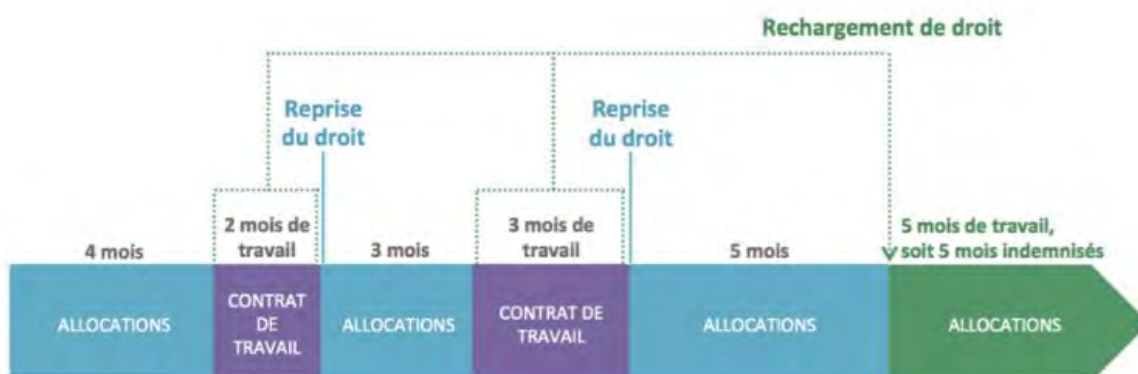 Rechargement de droit
Reprise
du droit
Reprise
du droit
4 mois
2 mois de
travail
3 mois
3 mois de
travail
5 mois
5 mois de travail,
soit 5 mois indemnisés
ALLOCATIONS
CONTRAT
DE
TRAVAIL
ALLOCATIONS
CONTRAT DE
TRAVAIL
ALLOCATIONS
ALLOCATIONS